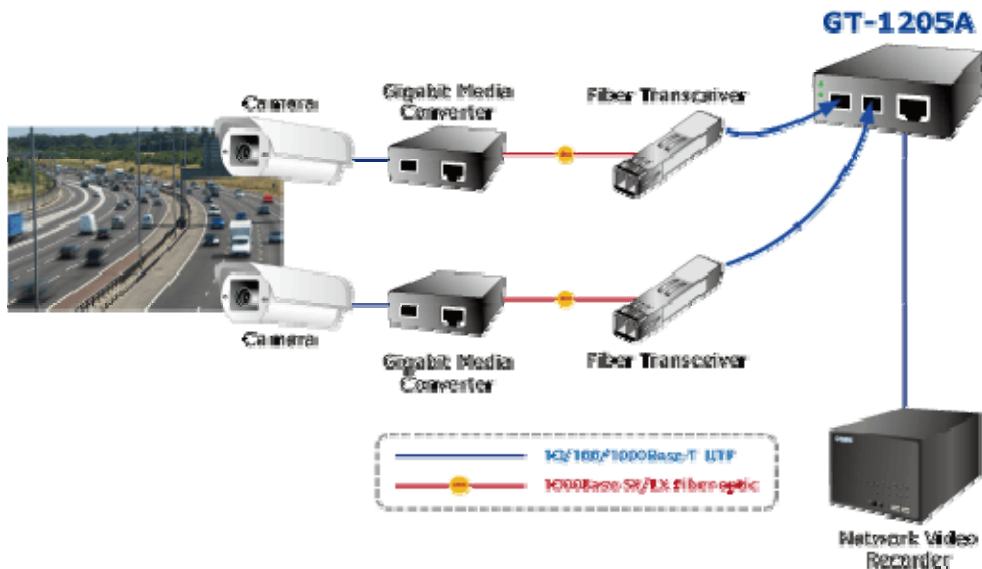 GT-1205A
Camera
Gigabit Media
Converter
Fiber Transceiver
Camera
Gigabit Media
Converter
Fiber Transceiver
10/100/1000Base-T UTP
1000Base-SX/LX fiber-optic
Network Video
Recorder